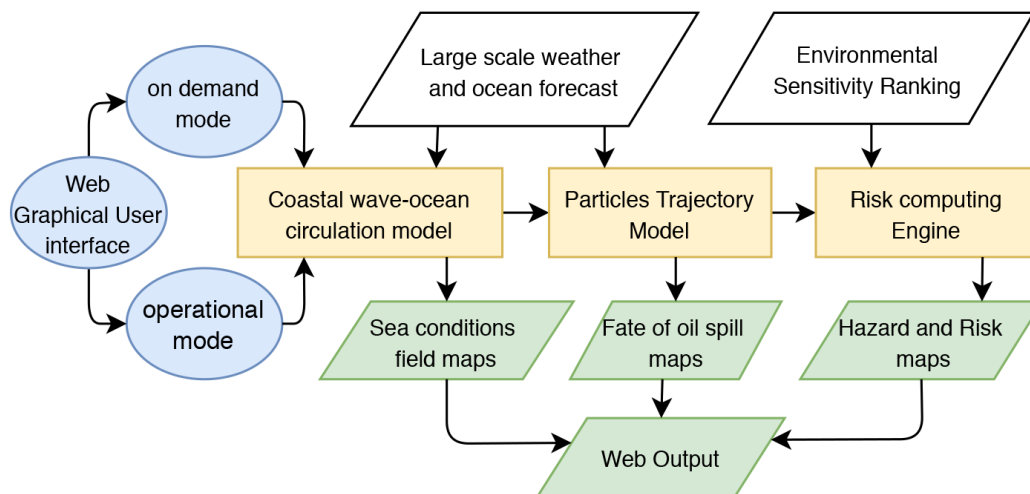 Large scale weather
and ocean forecast
Environmental
Sensitivity Ranking
on demand
mode
Web
Graphical User
interface
Coastal wave-ocean
circulation model
Particles Trajectory
Model
Risk computing
Engine
operational
mode
Sea conditions
field maps
Fate of oil spill
maps
Hazard and Risk
maps
Web Output